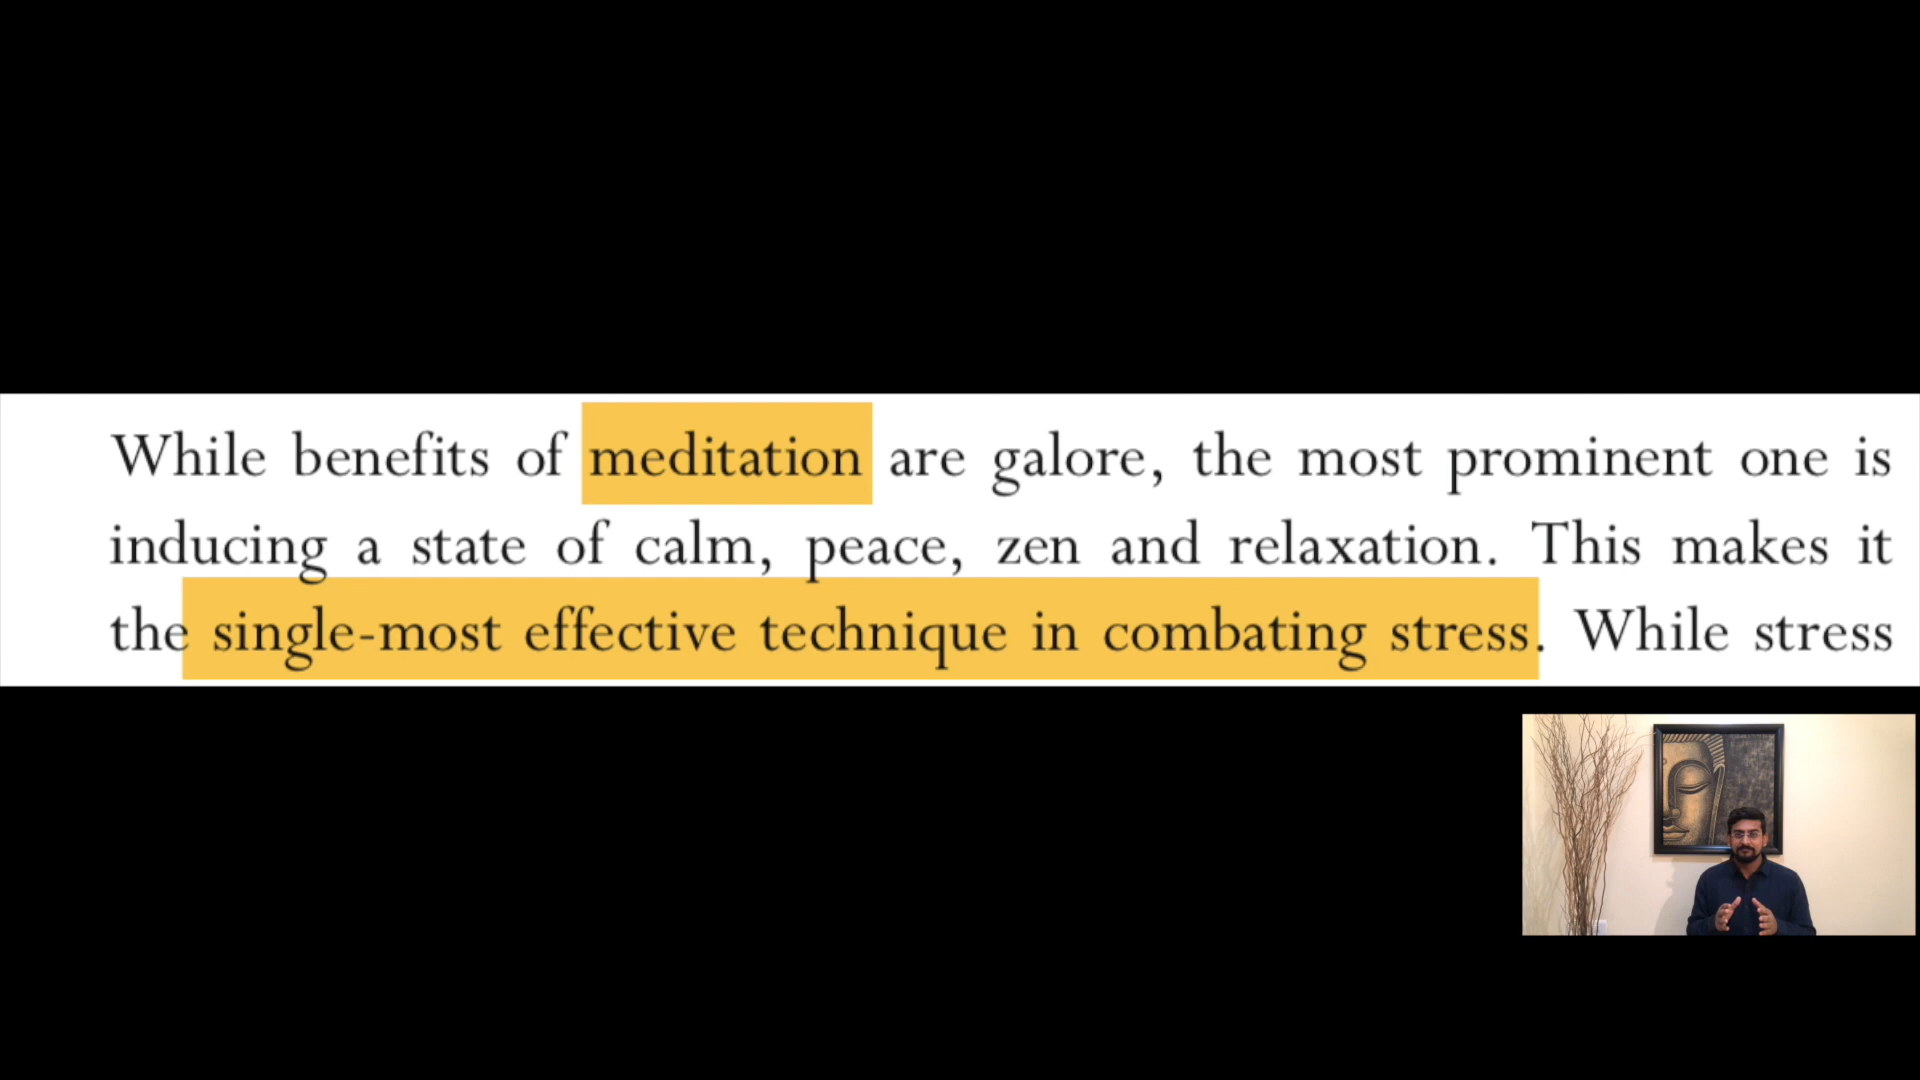 While benefits of meditation are galore, the most prominent one is
inducing a state of calm, peace, zen and relaxation. This makes it
the single-most effective technique in combating stress. While stress